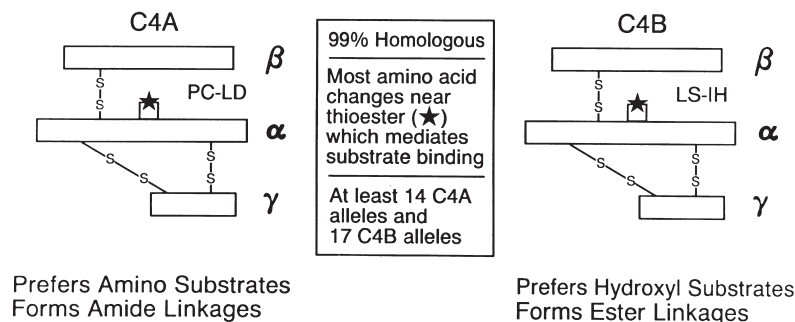 C4A
β
S
S
PC-LD
★
α
S
S
S
S
γ
Prefers Amino Substrates
Forms Amide Linkages
99% Homologous
Most amino acid
changes near
thioester (★)
which mediates
substrate binding
At least 14 C4A
alleles and
17 C4B alleles
C4B
β
S
S
LS-IH
★
α
S
S
S
S
γ
Prefers Hydroxyl Substrates
Forms Ester Linkages